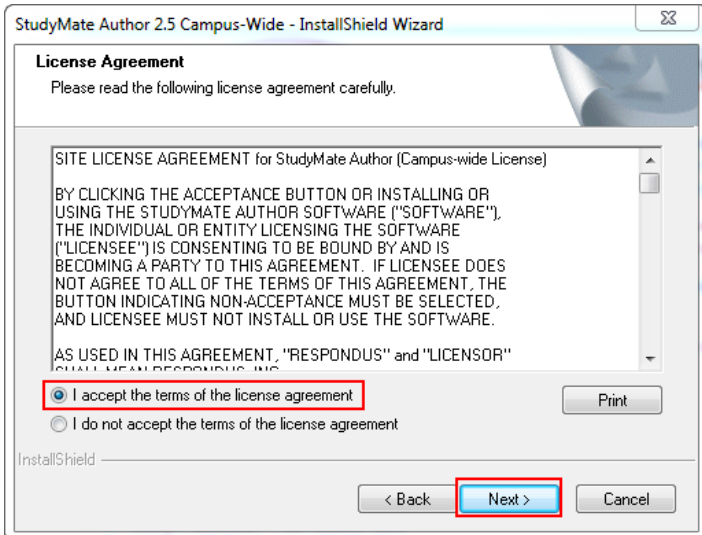 StudyMate Author 2.5 Campus-Wide - InstallShield Wizard
License Agreement
Please read the following license agreement carefully.
SITE LICENSE AGREEMENT for StudyMate Author (Campus-wide License)
BY CLICKING THE ACCEPTANCE BUTTON OR INSTALLING OR
USING THE STUDYMATE AUTHOR SOFTWARE ("SOFTWARE"),
THE INDIVIDUAL OR ENTITY LICENSING THE SOFTWARE
("LICENSEE") IS CONSENTING TO BE BOUND BY AND IS
BECOMING A PARTY TO THIS AGREEMENT. IF LICENSEE DOES
NOT AGREE TO ALL OF THE TERMS OF THIS AGREEMENT, THE
BUTTON INDICATING NON-ACCEPTANCE MUST BE SELECTED,
AND LICENSEE MUST NOT INSTALL OR USE THE SOFTWARE.
AS USED IN THIS AGREEMENT, "RESPONDUS" and "LICENSOR"
SHALL MEAN RESPONDUS, INC
I accept the terms of the license agreement
Print
I do not accept the terms of the license agreement
InstallShield
< Back
Next >
Cancel